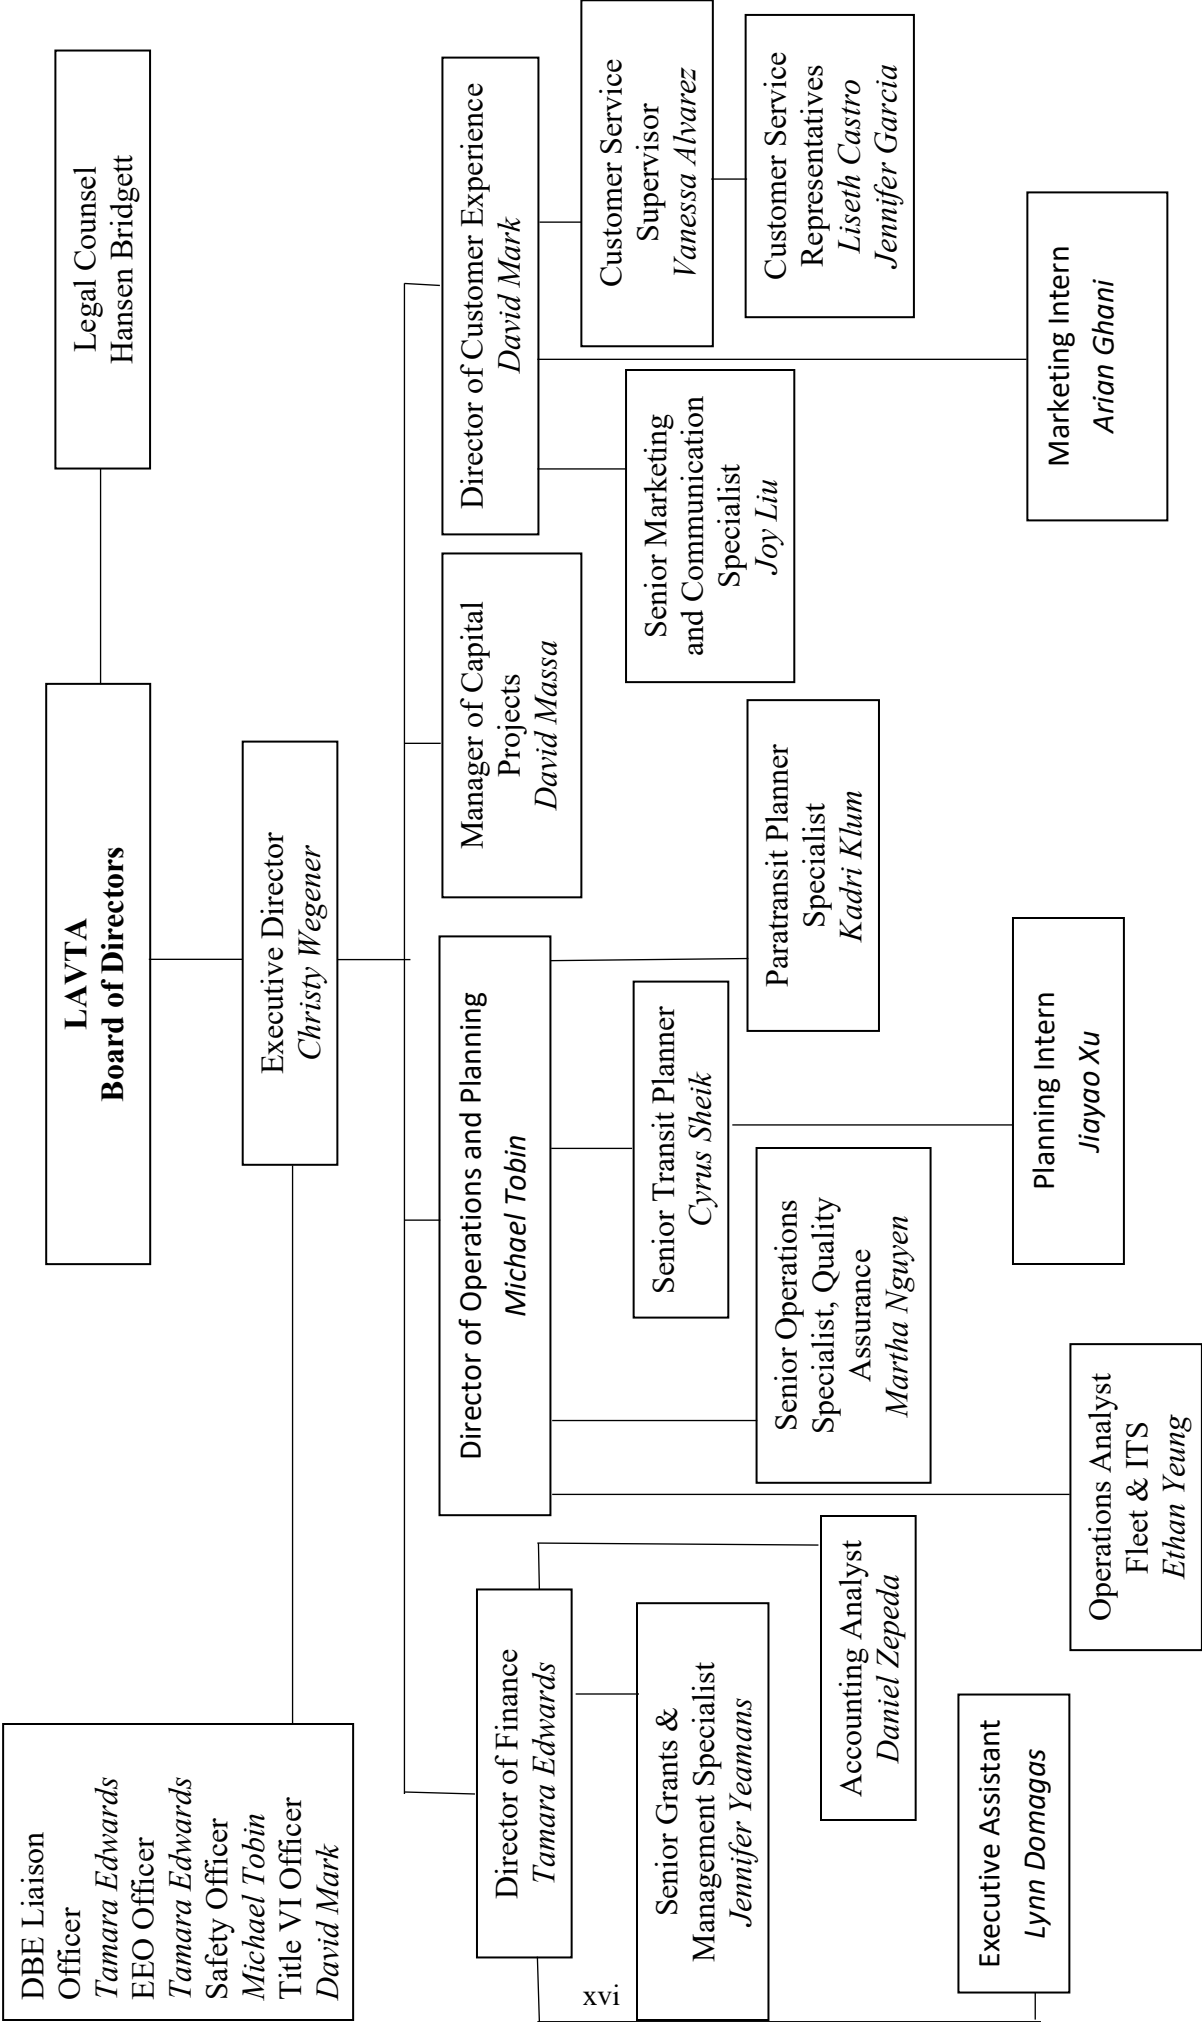 DBE Liaison
Officer
Tamara Edwards
EEO Officer
Tamara Edwards
Safety Officer
Michael Tobin
Title VI Officer
David Mark
LAVTA
Board of Directors
Legal Counsel
Hansen Bridgett
Executive Director
Christy Wegener
Director of Finance
Tamara Edwards
Director of Operations and Planning
Michael Tobin
Manager of Capital
Projects
David Massa
Director of Customer Experience
David Mark
Senior Grants &
Management Specialist
Jennifer Yeamans
Accounting Analyst
Daniel Zepeda
Executive Assistant
Lynn Domagas
Senior Transit Planner
Cyrus Sheik
Senior Operations
Specialist, Quality
Assurance
Martha Nguyen
Paratransit Planner
Specialist
Kadri Klum
Operations Analyst
Fleet & ITS
Ethan Yeung
Planning Intern
Jiayao Xu
Senior Marketing
and Communication
Specialist
Joy Liu
Customer Service
Supervisor
Vanessa Alvarez
Customer Service
Representatives
Liseth Castro
Jennifer Garcia
Marketing Intern
Arian Ghani
xvi